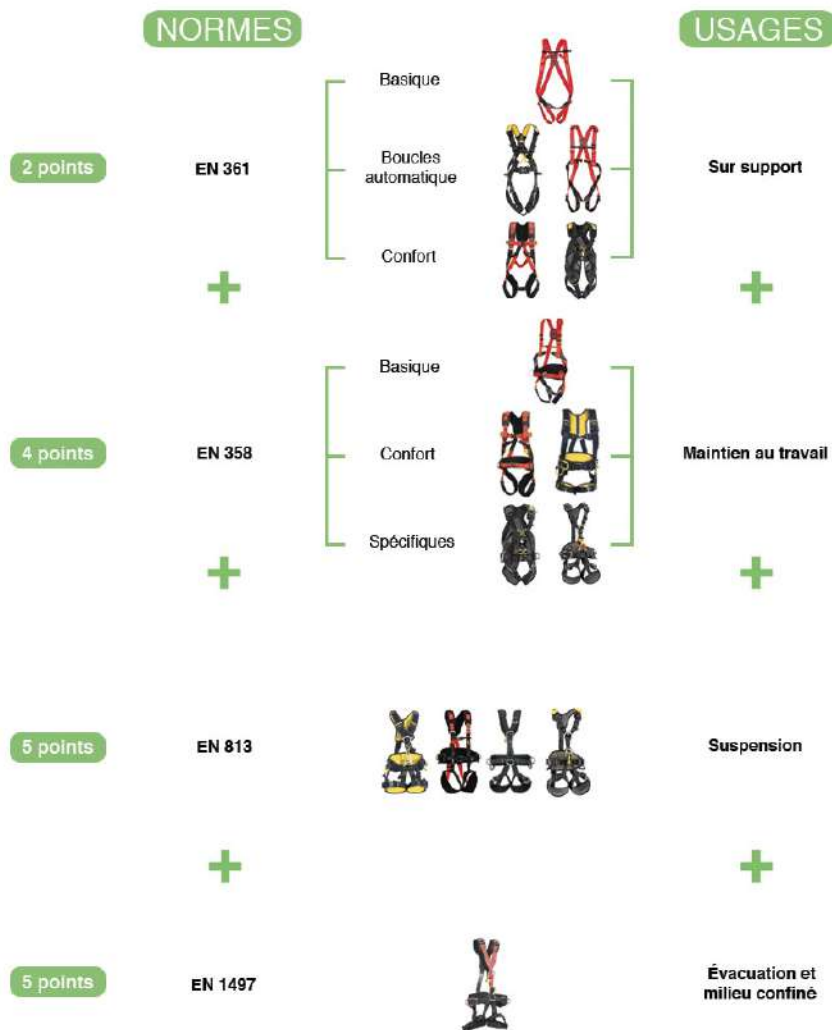 NORMES
USAGES
Basique
2 points
EN 361
Boucles
automatique
Sur support
Confort
+
+
Basique
4 points
EN 358
Confort
Maintien au travail
Spécifiques
+
+
5 points
EN 813
Suspension
+
+
5 points
EN 1497
Évacuation et
milieu confiné